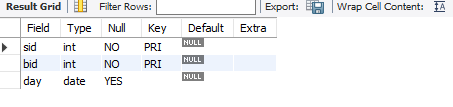 Result Grid Filter Rows: Export: Wrap Cell Content: IA
Field Type Null Key Default Extra
sid int NO PRI NULL
bid int NO PRI NULL
day date YES NULL